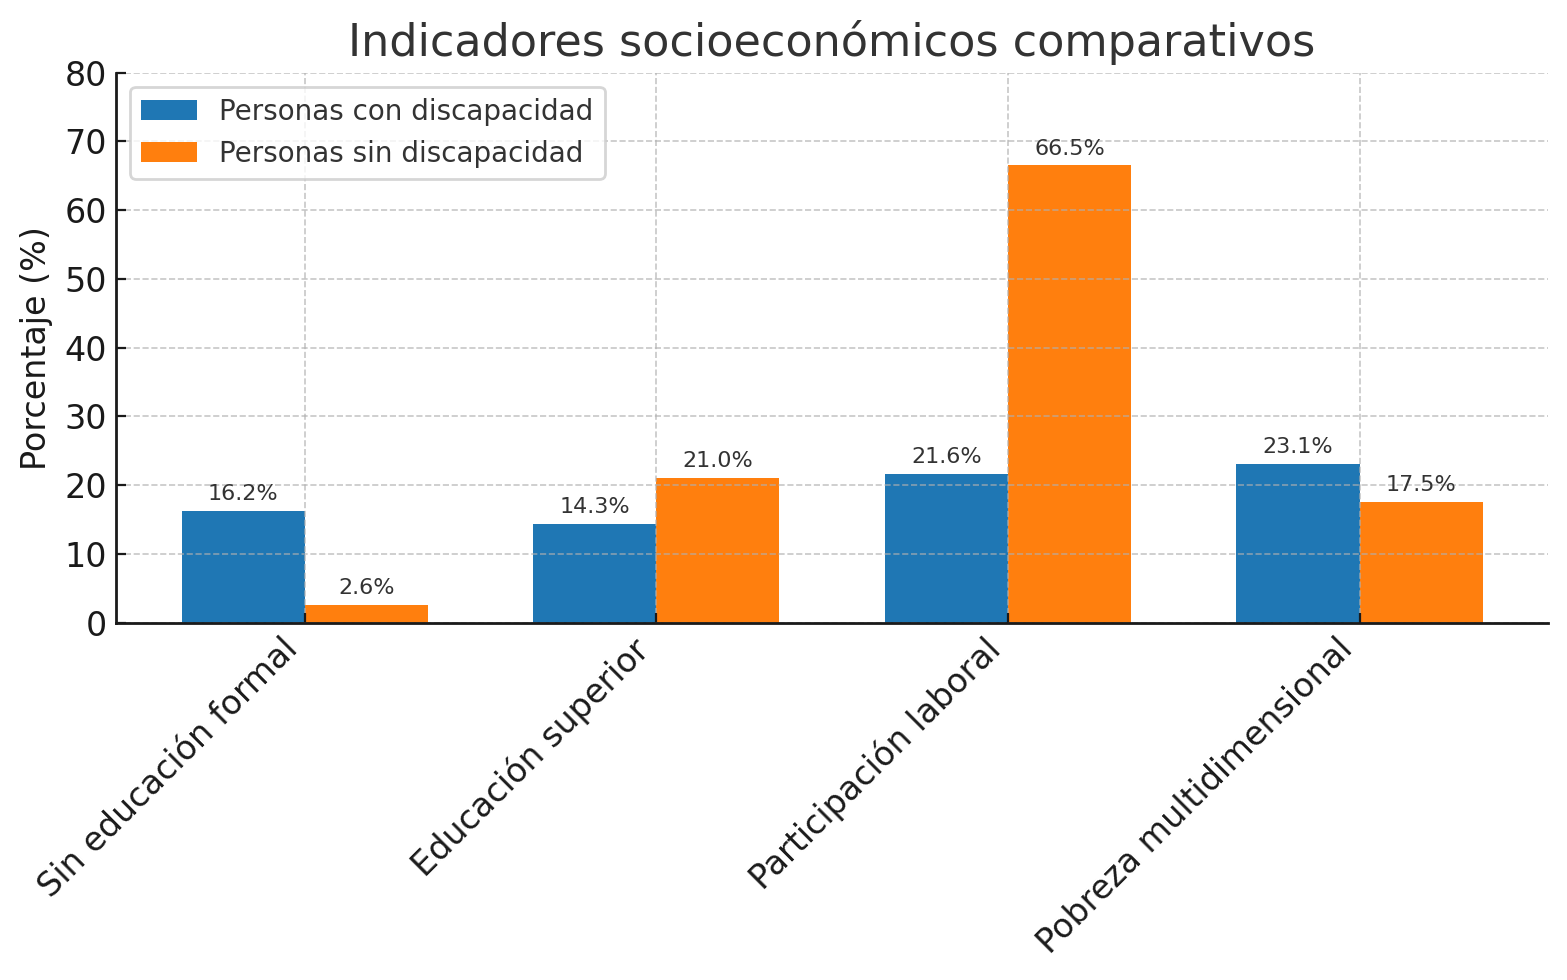 Indicadores socioeconómicos comparativos
Personas con discapacidad
Personas sin discapacidad
Porcentaje (%)
80
70
60
50
40
30
20
10
0
16.2%
2.6%
14.3%
21.0%
21.6%
66.5%
23.1%
17.5%
Sin educación formal
Educación superior
Participación laboral
Pobreza multidimensional